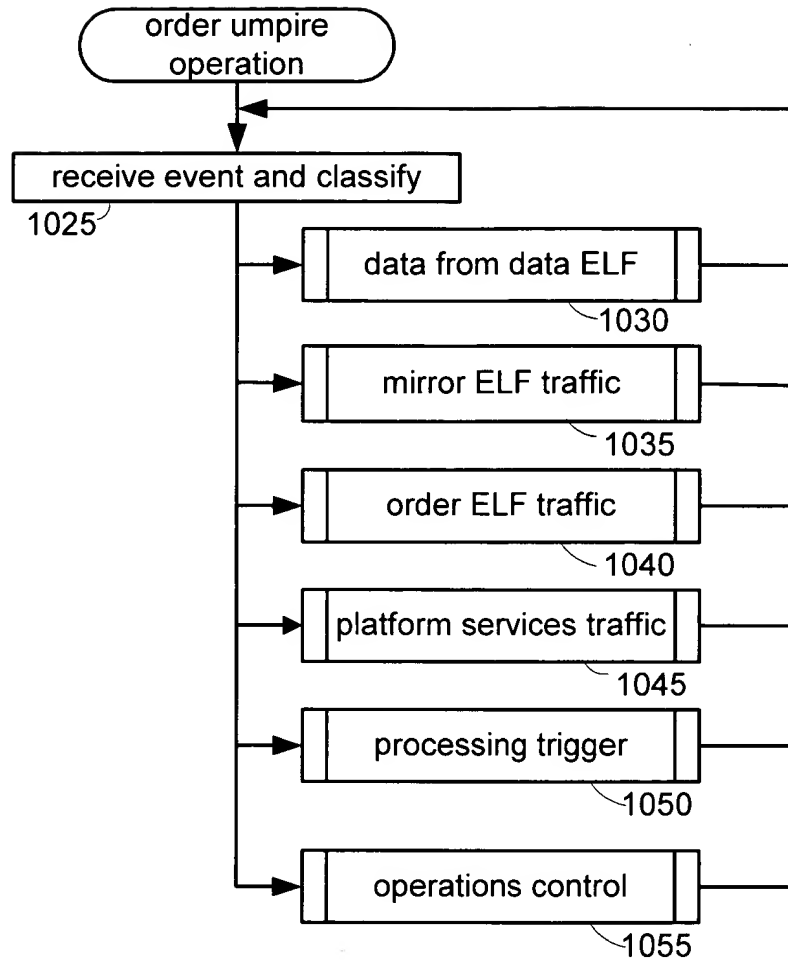 order umpire
operation
receive event and classify
1025
data from data ELF
1030
mirror ELF traffic
1035
order ELF traffic
1040
platform services traffic
1045
processing trigger
1050
operations control
1055